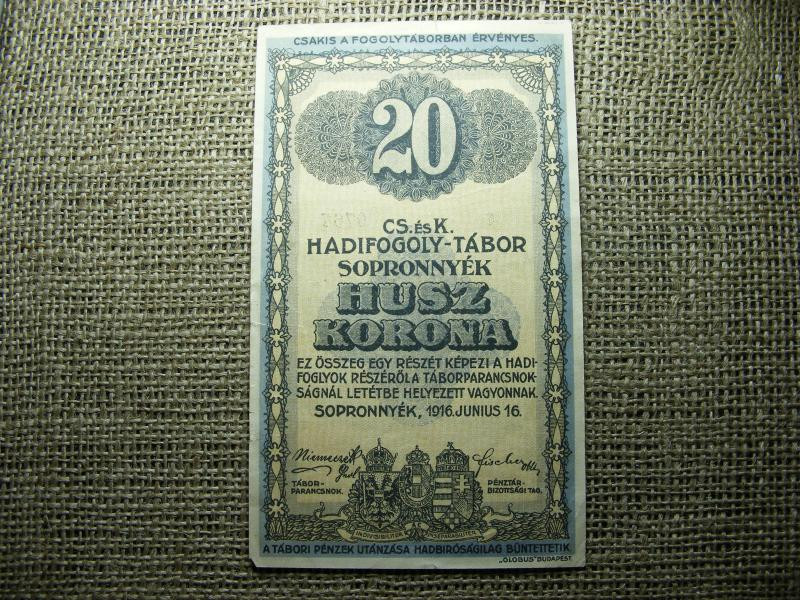 CSAKIS A FOGOLYTÁBORBAN ÉRVÉNYES.
20
CS. ÉS K.
HADIFOGOLY-TÁBOR
SOPRONNYÉK
HUSZ
KORONA
EZ ÖSSZEG EGY RÉSZÉT KÉPEZI A HADI-
FOGLYOK RÉSZÉRŐL A TÁBORPARANCSNOK-
SÁGNÁL LETÉTBE HELYEZETT VAGYONNAK.
SOPRONNYÉK, 1916. JUNIUS 16.
TÁBOR-
PARANCSNOK.
PÉNZTÁR-
BIZOTTSÁGI TAG.
INDIVISIBILITER
INSEPARABILITER
A TÁBORI PÉNZEK UTÁNZÁSA HADBIRÓSÁGILAG BÜNTETTETIK
„GLOBUS" BUDAPEST